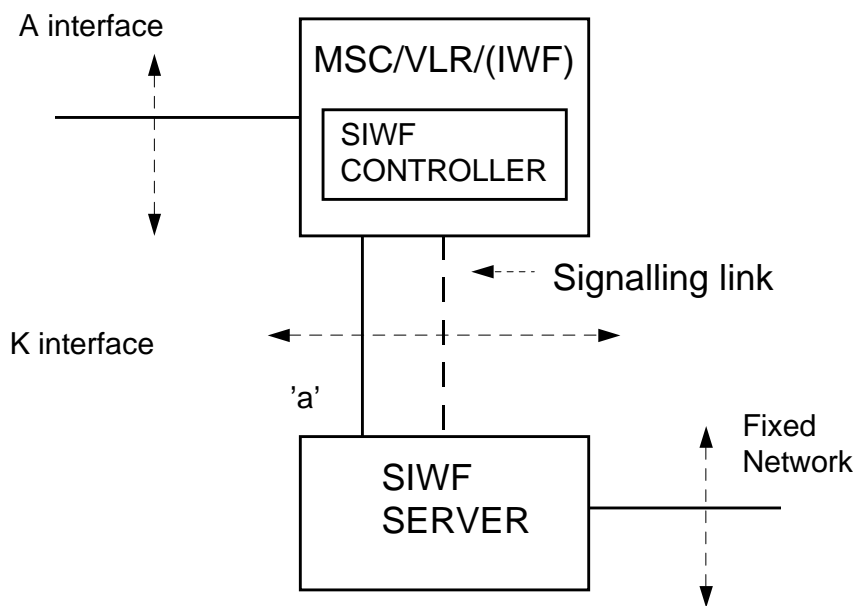 A interface
MSC/VLR/(IWF)
SIWF
CONTROLLER
Signalling link
K interface
’a’
Fixed
Network
SIWF
SERVER